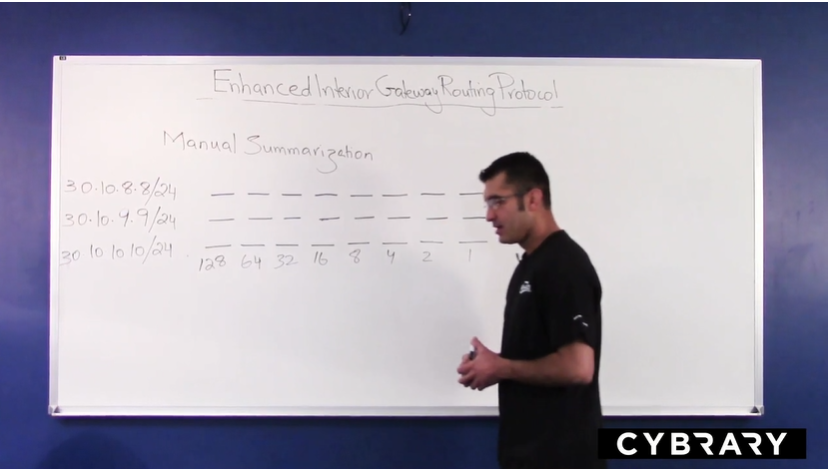 Enhanced Interior Gateway Routing Protocol
Manual Summarization
30.10.8.8/24
30.10.9.9/24
30 10 10 10/24
128 64 32 16 8 4 2 1
CYBRARY